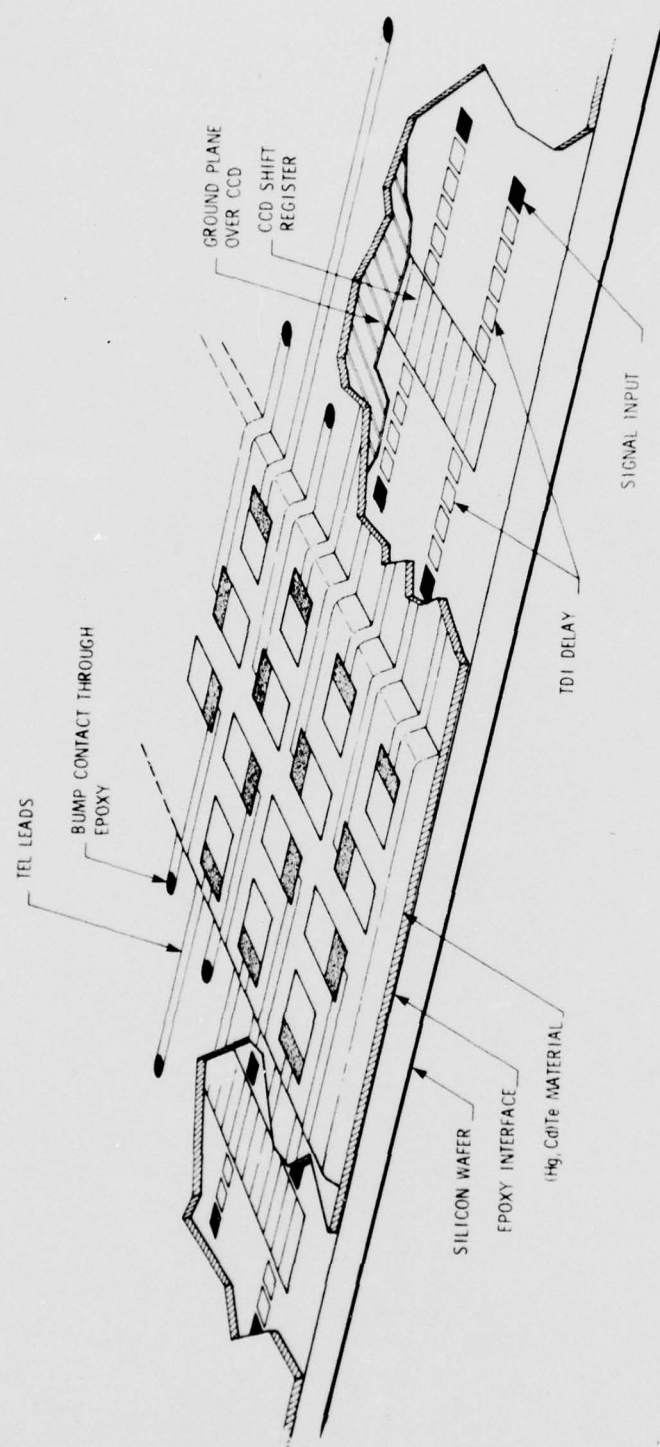 TEL LEADS
BUMP CONTACT THROUGH
EPOXY
GROUND PLANE
OVER CCD
CCD SHIFT
REGISTER
SILICON WAFER
EPOXY INTERFACE
(Hg, Cd)Te MATERIAL
TDI DELAY
SIGNAL INPUT